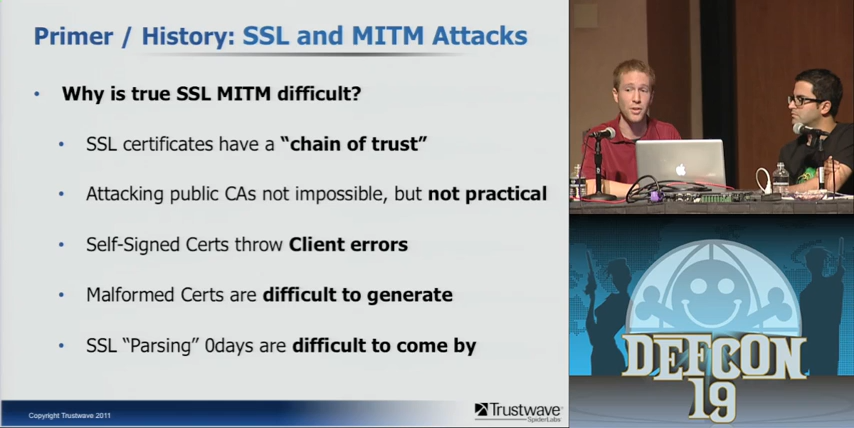 Primer / History: SSL and MITM Attacks
• Why is true SSL MITM difficult?
• SSL certificates have a “chain of trust”
• Attacking public CAs not impossible, but not practical
• Self-Signed Certs throw Client errors
• Malformed Certs are difficult to generate
• SSL “Parsing” 0days are difficult to come by
Copyright Trustwave 2011
Trustwave®
SpiderLabs
DEFCON
19